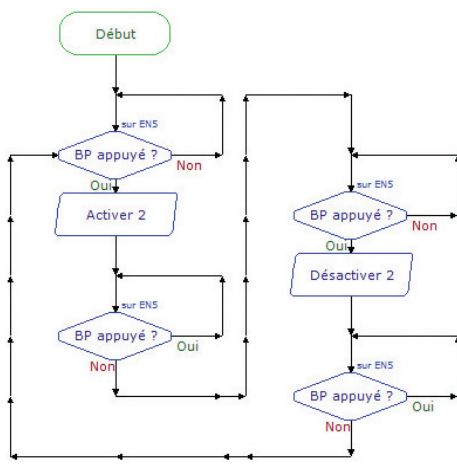 Début
sur EN5
BP appuyé ?
Non
Oui
Activer 2
sur EN5
BP appuyé ?
Oui
Non
sur EN5
BP appuyé ?
Non
Oui
Désactiver 2
sur EN5
BP appuyé ?
Oui
Non